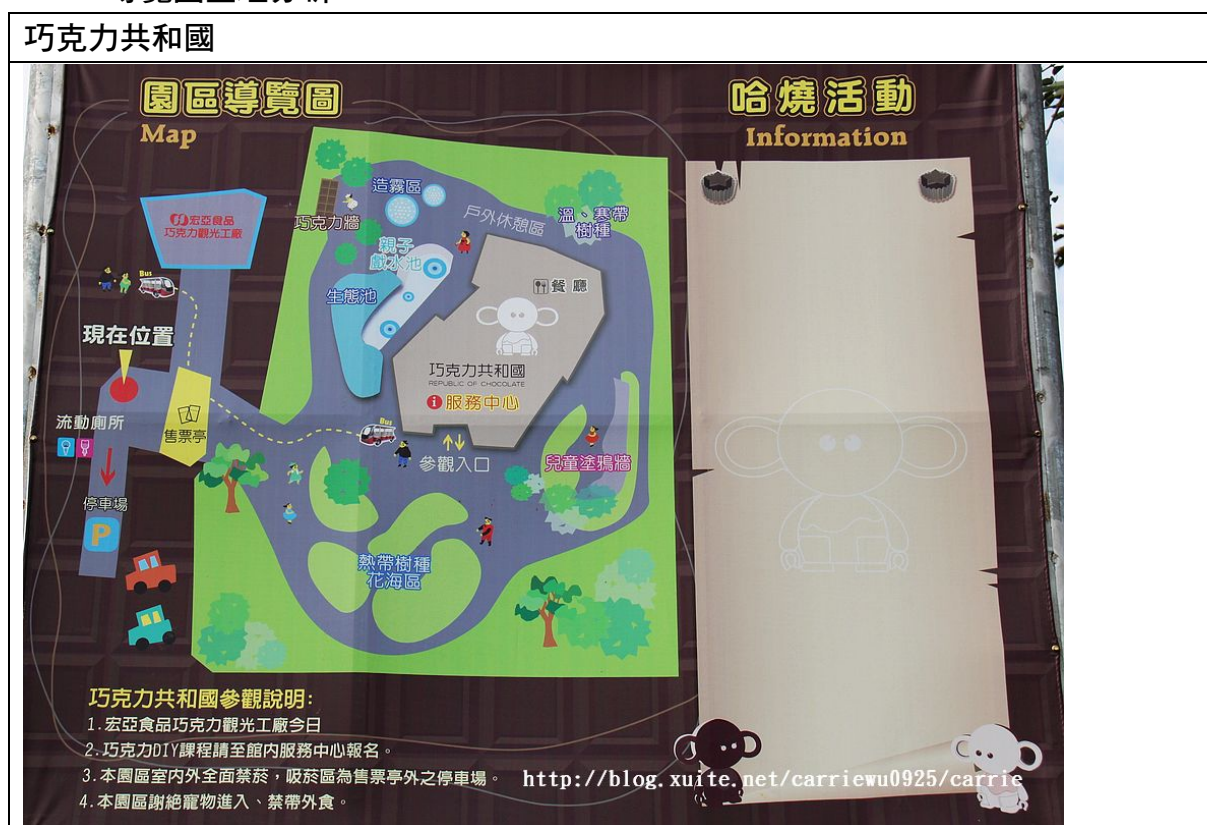 巧克力共和國
園區導覽圖
Map
哈燒活動
Information
宏亞食品
巧克力觀光工廠
造霧區
巧克力牆
戶外休憩區
溫、寒帶
樹種
親子
戲水池
生態池
餐廳
Bus
現在位置
巧克力共和國
REPUBLIC OF CHOCOLATE
i 服務中心
流動廁所
售票亭
Bus
參觀入口
兒童塗鴉牆
停車場
P
熱帶樹種
花海區
巧克力共和國參觀說明:
1.宏亞食品巧克力觀光工廠今日
2.巧克力DIY課程請至館內服務中心報名。
3.本園區室內外全面禁菸,吸菸區為售票亭外之停車場。
4.本園區謝絕寵物進入、禁帶外食。
http://blog.xuite.net/carriewu0925/carrie